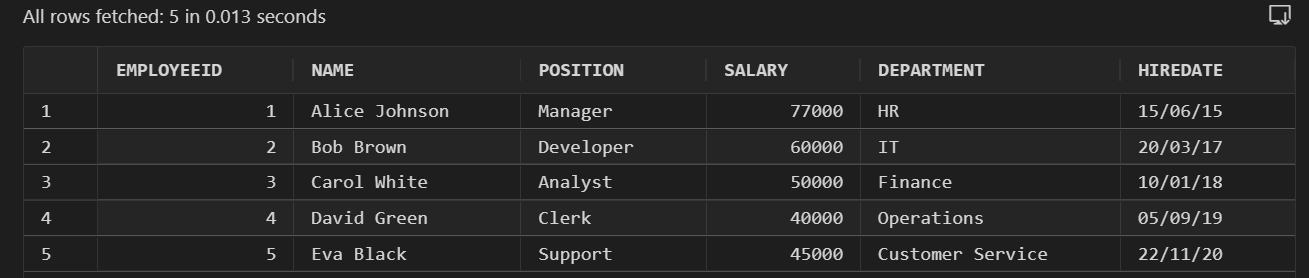 All rows fetched: 5 in 0.013 seconds
EMPLOYEEID NAME POSITION SALARY DEPARTMENT HIREDATE
1 1 Alice Johnson Manager 77000 HR 15/06/15
2 2 Bob Brown Developer 60000 IT 20/03/17
3 3 Carol White Analyst 50000 Finance 10/01/18
4 4 David Green Clerk 40000 Operations 05/09/19
5 5 Eva Black Support 45000 Customer Service 22/11/20